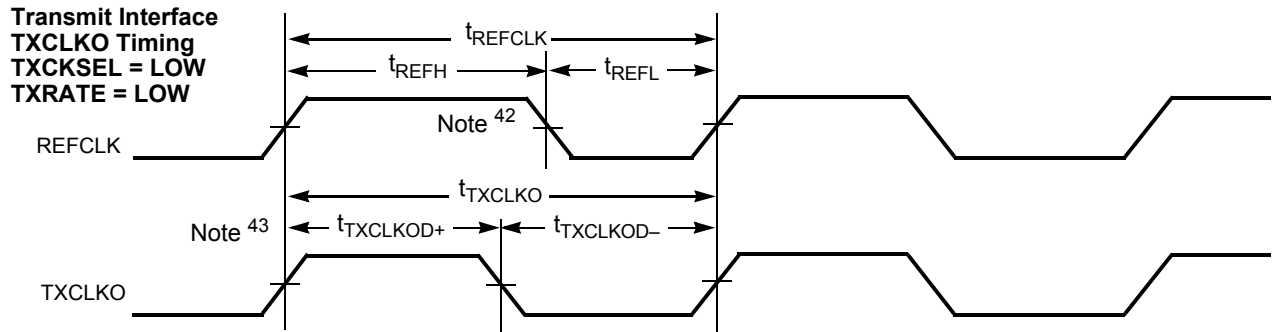 Transmit Interface
TXCLKO Timing
TXCKSEL = LOW
TXRATE = LOW
tREFCLK
tREFH
tREFL
Note 42
REFCLK
tTXCLKO
Note 43
tTXCLKOD+
tTXCLKOD–
TXCLKO